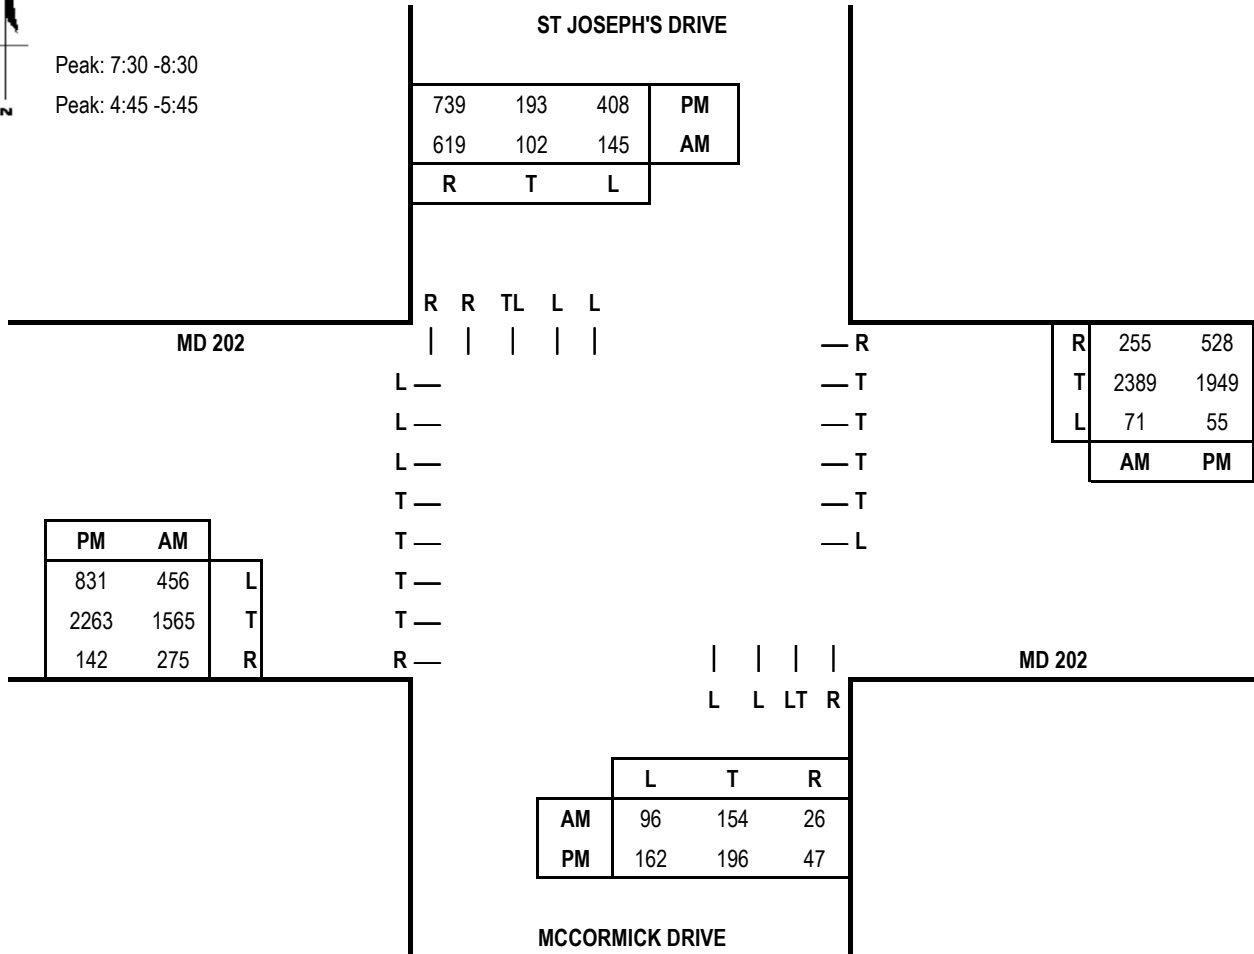 ST JOSEPH'S DRIVE
Peak: 7:30 -8:30
Peak: 4:45 -5:45
N
739 193 408 PM
619 102 145 AM
R T L
R R TL L L
MD 202
L
L
L
T
T
T
T
R
R
T
T
T
T
L
R 255 528
T 2389 1949
L 71 55
AM PM
PM AM
831 456 L
2263 1565 T
142 275 R
MD 202
L L LT R
L T R
AM 96 154 26
PM 162 196 47
MCCORMICK DRIVE